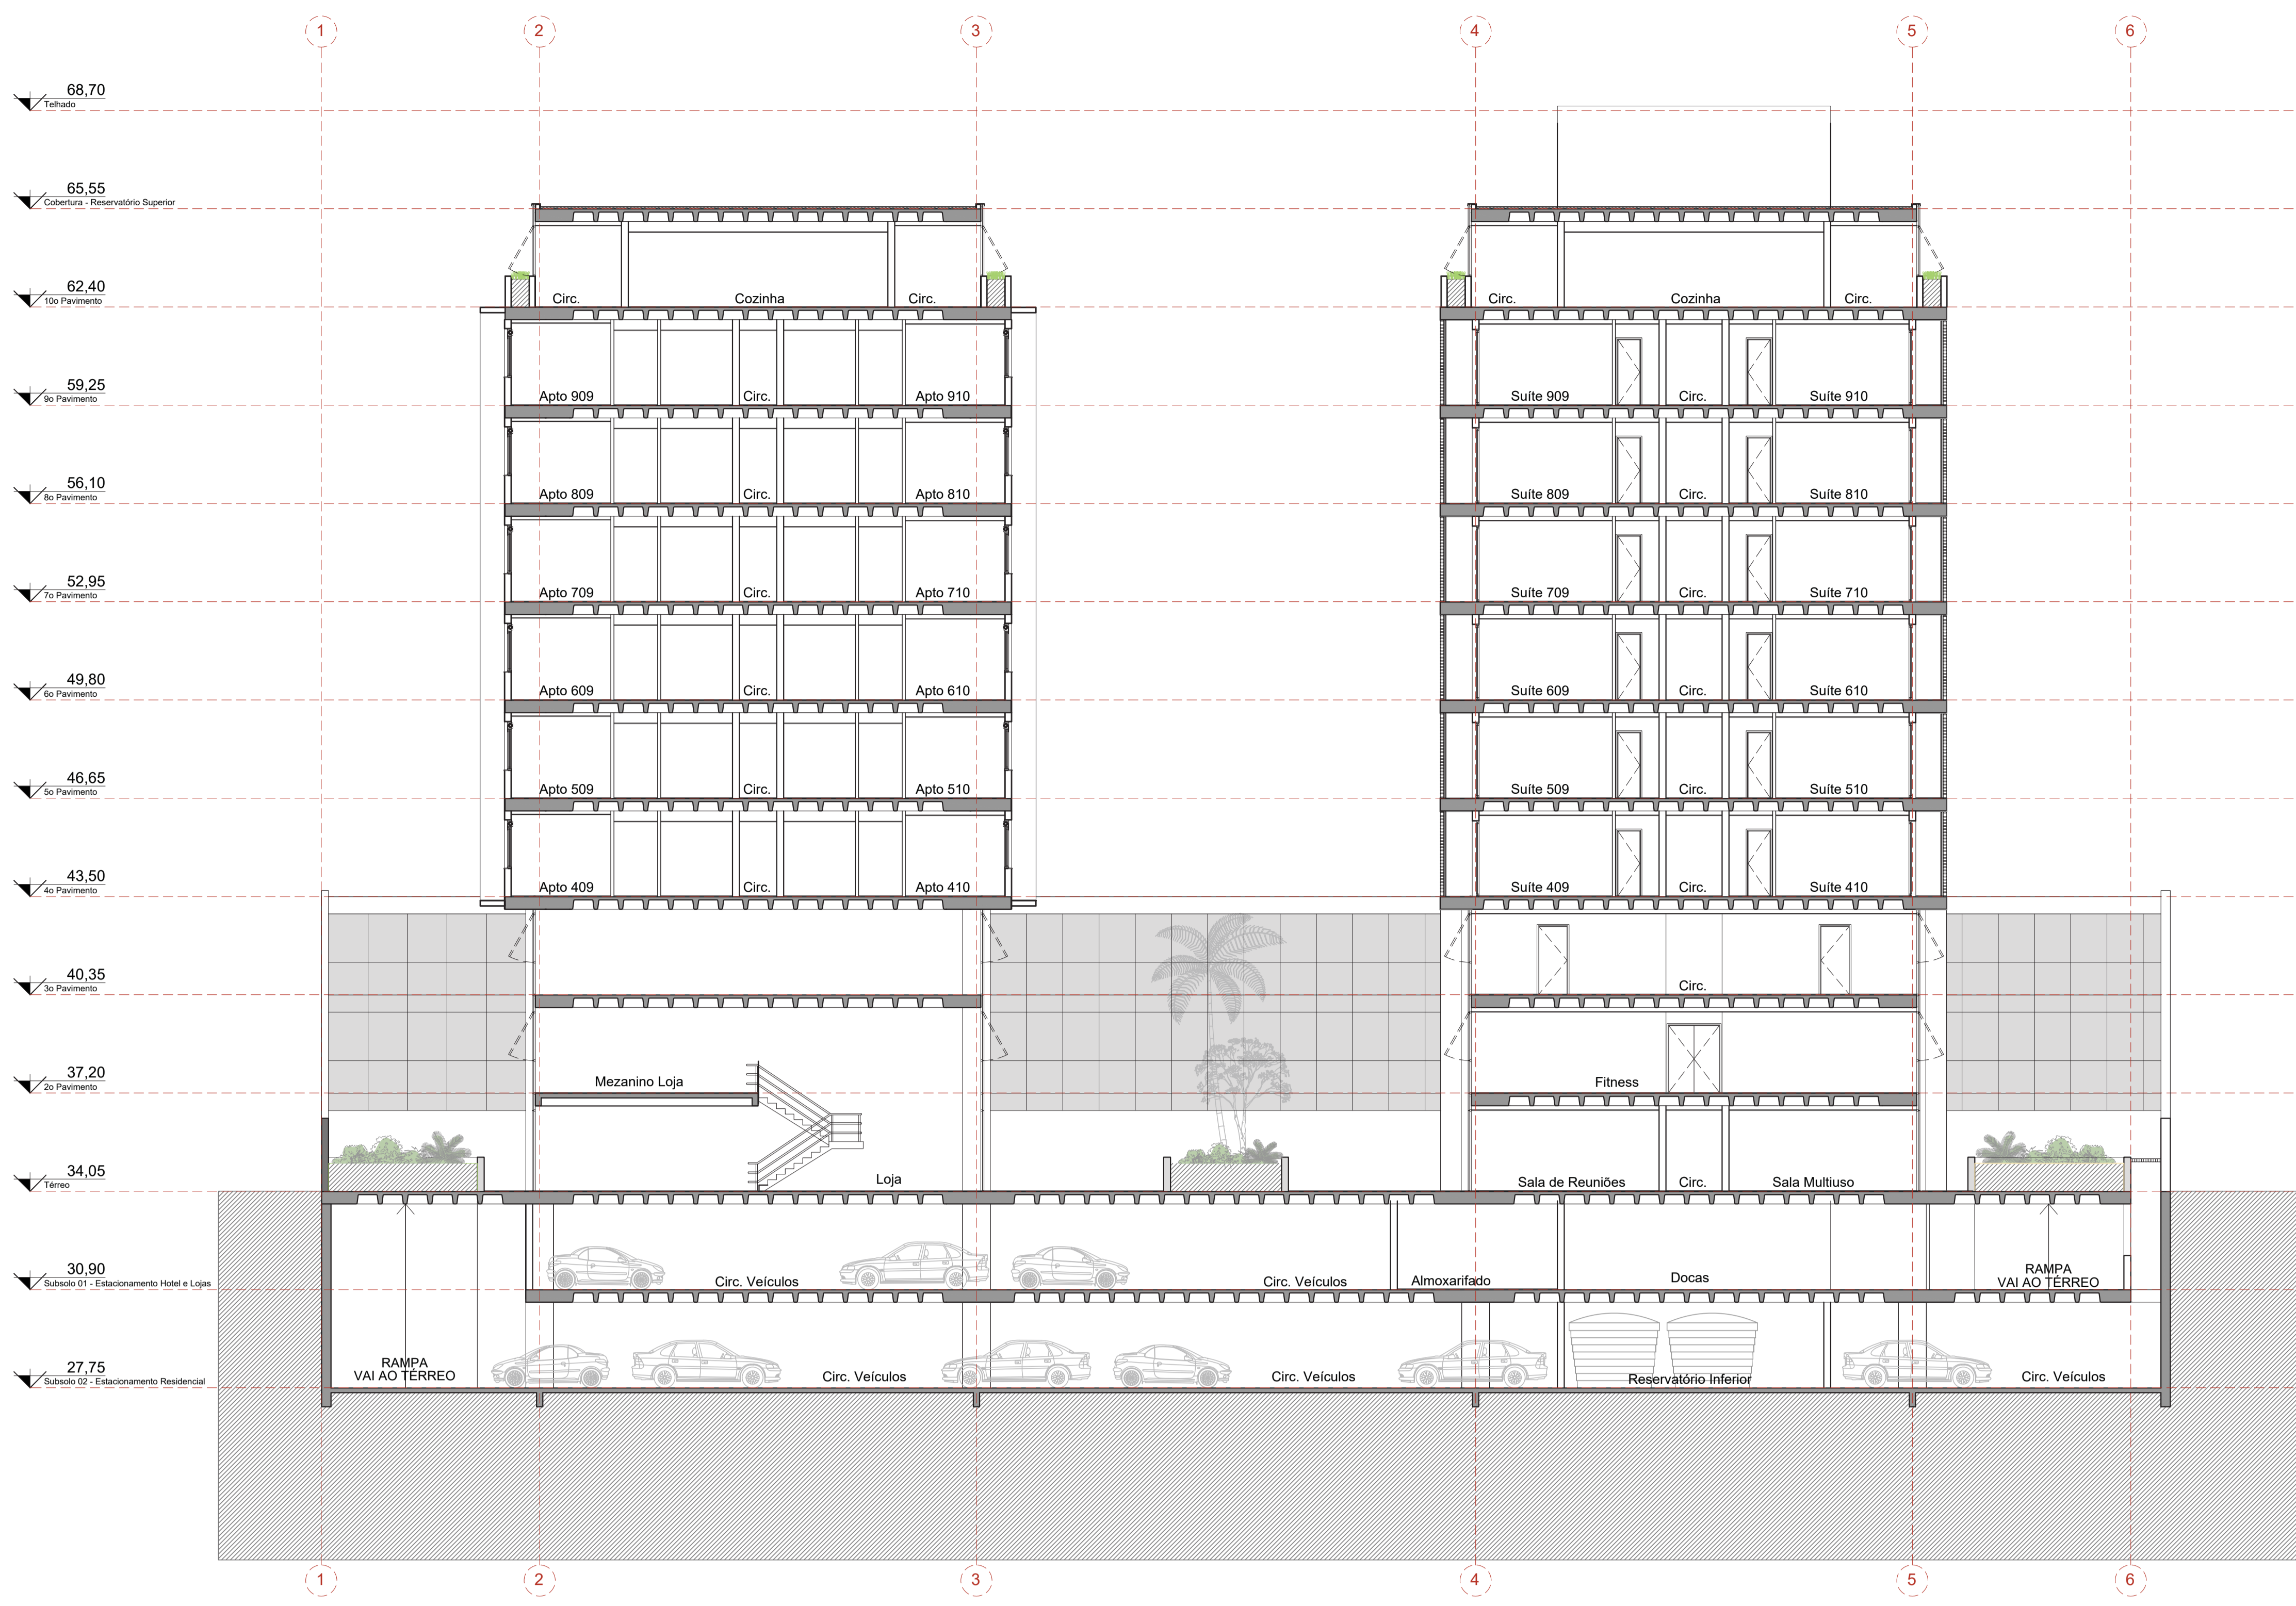 1 2 3 4 5 6
68,70
Telhado
65,55
Cobertura - Reservatório Superior
62,40
10o Pavimento
Circ. Cozinha Circ. Circ. Cozinha Circ.
59,25
9o Pavimento
Apto 909 Circ. Apto 910 Suíte 909 Circ. Suíte 910
56,10
8o Pavimento
Apto 809 Circ. Apto 810 Suíte 809 Circ. Suíte 810
52,95
7o Pavimento
Apto 709 Circ. Apto 710 Suíte 709 Circ. Suíte 710
49,80
6o Pavimento
Apto 609 Circ. Apto 610 Suíte 609 Circ. Suíte 610
46,65
5o Pavimento
Apto 509 Circ. Apto 510 Suíte 509 Circ. Suíte 510
43,50
4o Pavimento
Apto 409 Circ. Apto 410 Suíte 409 Circ. Suíte 410
40,35
3o Pavimento
Circ.
37,20
2o Pavimento
Mezanino Loja Fitness
34,05
Térreo
Loja Sala de Reuniões Circ. Sala Multiuso
30,90
Subsolo 01 - Estacionamento Hotel e Lojas
Circ. Veículos Circ. Veículos Almoxarifado Docas
RAMPA
VAI AO TÉRREO
27,75
Subsolo 02 - Estacionamento Residencial
RAMPA
VAI AO TÉRREO
Circ. Veículos Circ. Veículos Reservatório Inferior Circ. Veículos
1 2 3 4 5 6